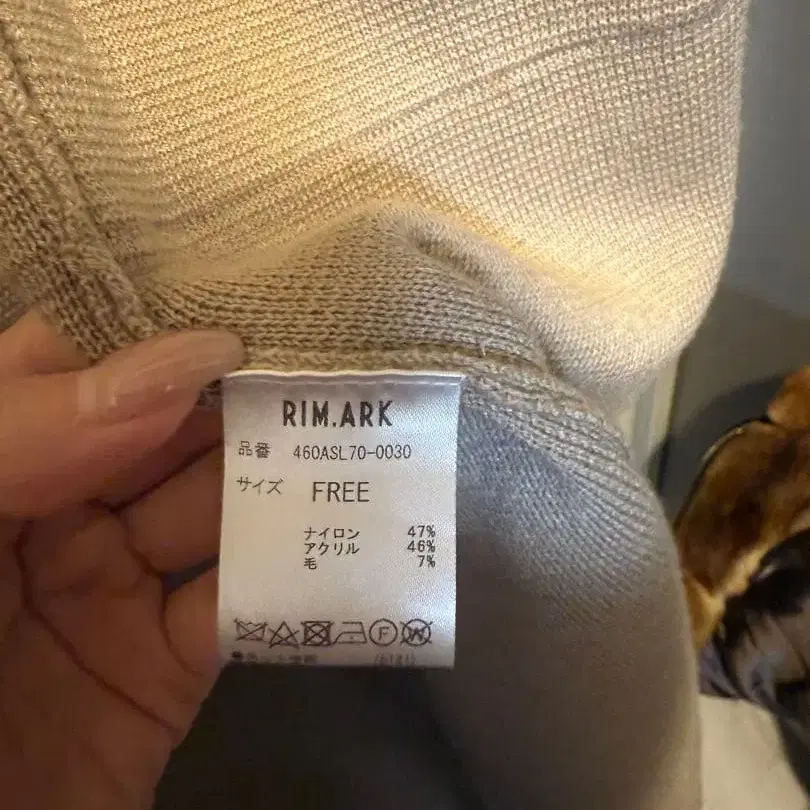 RIM.ARK
品番 460ASL70-0030
サイズ FREE
ナイロン 47%
アクリル 46%
毛 7%
F W